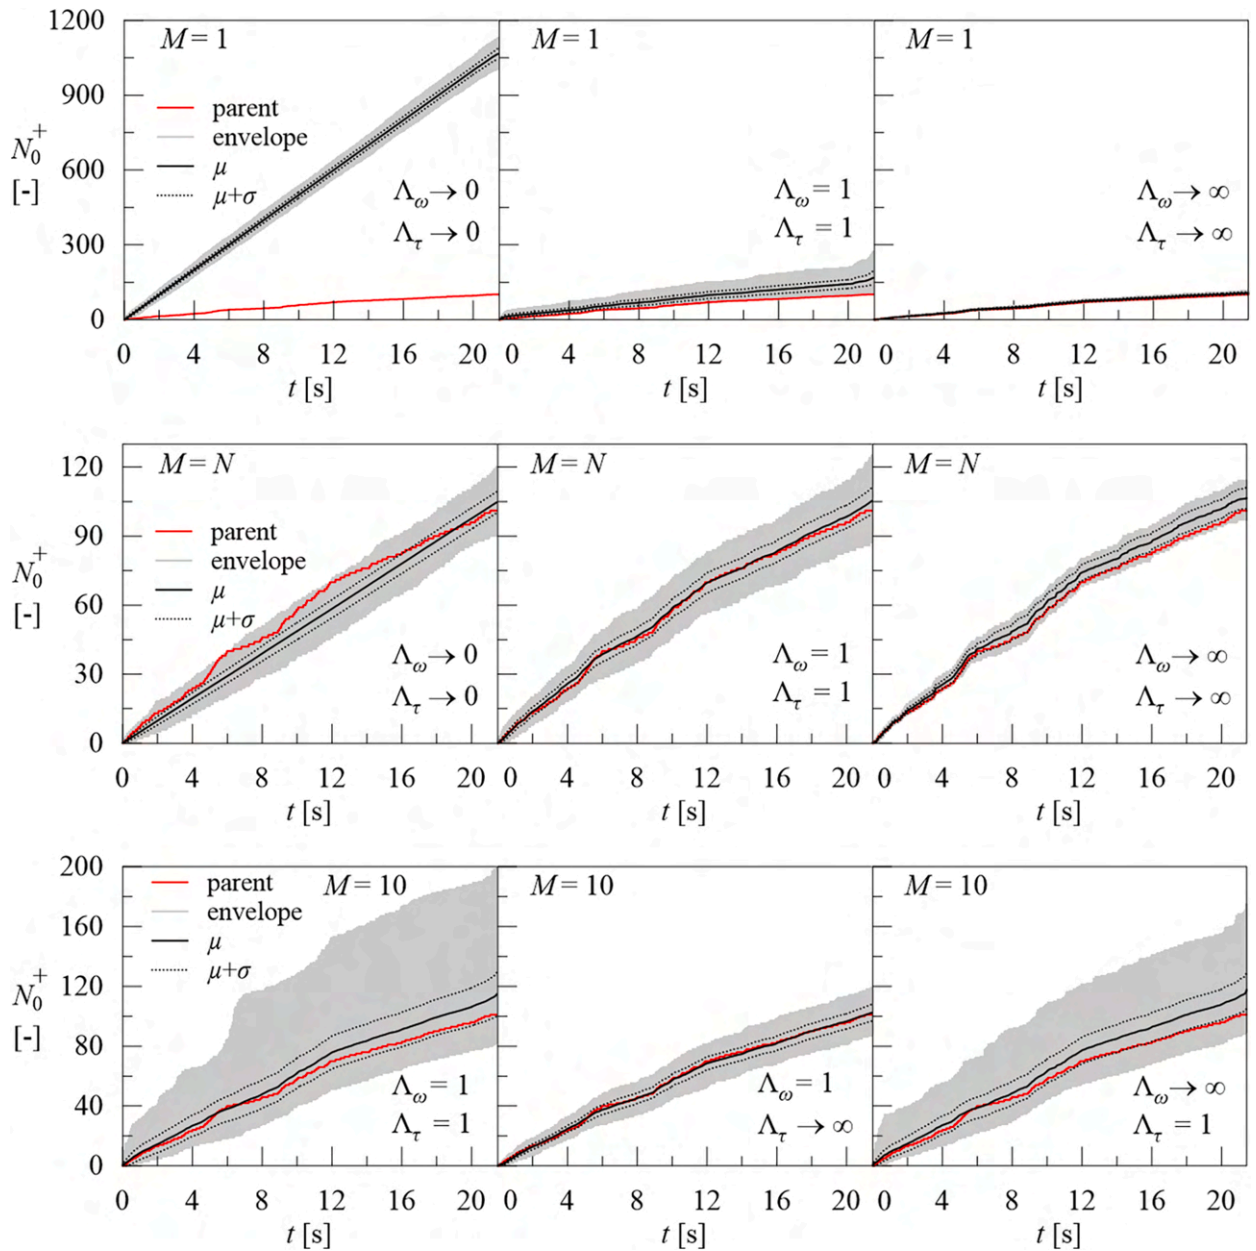 1200
900
600
300
0
N₀⁺
[-]
M = 1
parent
envelope
μ
μ+σ
Λω → 0
Λτ → 0
M = 1
Λω = 1
Λτ = 1
M = 1
Λω → ∞
Λτ → ∞
0 4 8 12 16 20 0 4 8 12 16 20 0 4 8 12 16 20
t [s] t [s] t [s]
120
90
60
30
0
N₀⁺
[-]
M = N
parent
envelope
μ
μ+σ
Λω → 0
Λτ → 0
M = N
Λω = 1
Λτ = 1
M = N
Λω → ∞
Λτ → ∞
0 4 8 12 16 20 0 4 8 12 16 20 0 4 8 12 16 20
t [s] t [s] t [s]
200
160
120
80
40
0
N₀⁺
[-]
parent
envelope
μ
μ+σ
M = 10
Λω = 1
Λτ = 1
M = 10
Λω = 1
Λτ → ∞
M = 10
Λω → ∞
Λτ = 1
0 4 8 12 16 20 0 4 8 12 16 20 0 4 8 12 16 20
t [s] t [s] t [s]